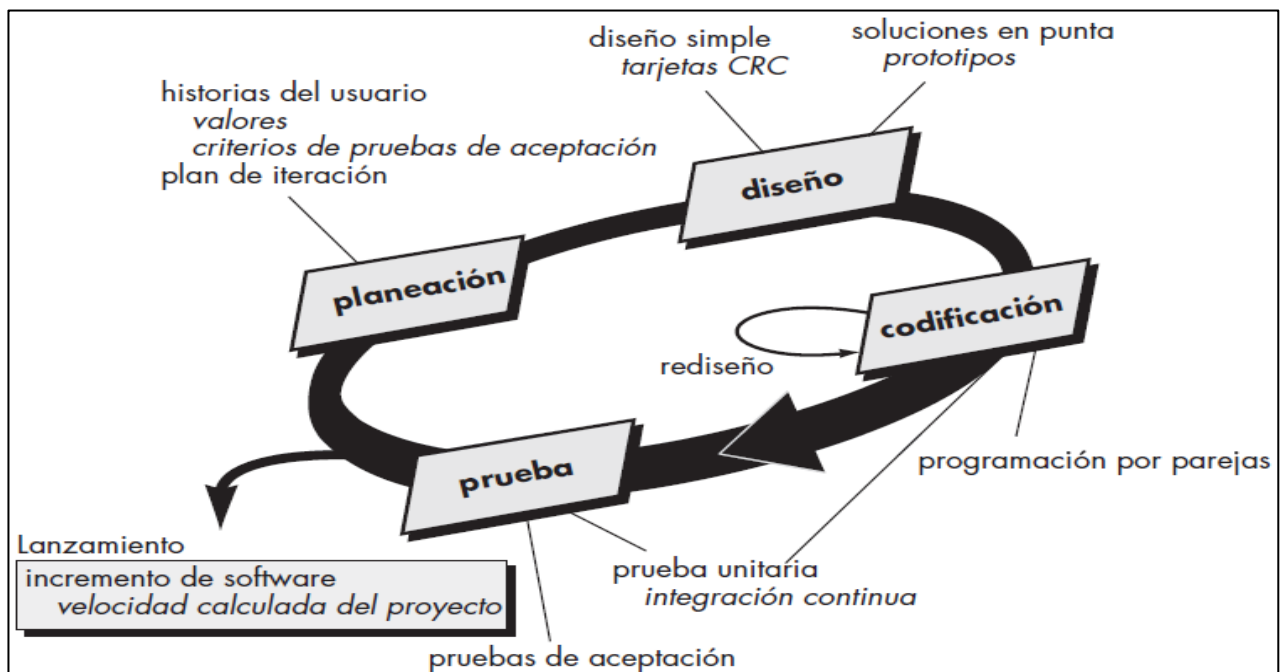 diseño simple
tarjetas CRC
soluciones en punta
prototipos
historias del usuario
valores
criterios de pruebas de aceptación
plan de iteración
diseño
planeación
codificación
rediseño
programación por parejas
prueba
Lanzamiento
incremento de software
velocidad calculada del proyecto
prueba unitaria
integración continua
pruebas de aceptación